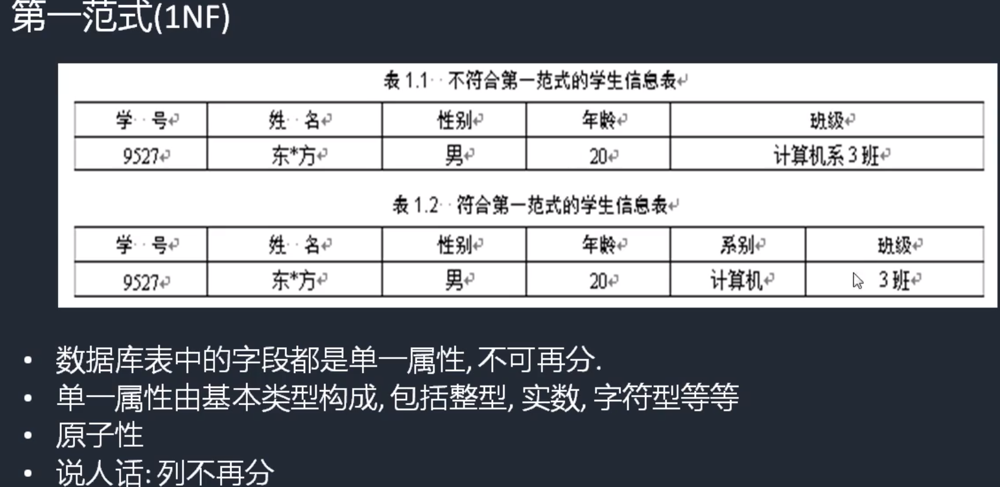 第一范式(1NF)
表 1.1 不符合第一范式的学生信息表
学 号 姓 名 性别 年龄 班级
9527 东*方 男 20 计算机系 3 班
表 1.2 符合第一范式的学生信息表
学 号 姓 名 性别 年龄 系别 班级
9527 东*方 男 20 计算机 3 班
• 数据库表中的字段都是单一属性, 不可再分.
• 单一属性由基本类型构成, 包括整型, 实数, 字符型等等
• 原子性
• 说人话: 列不再分